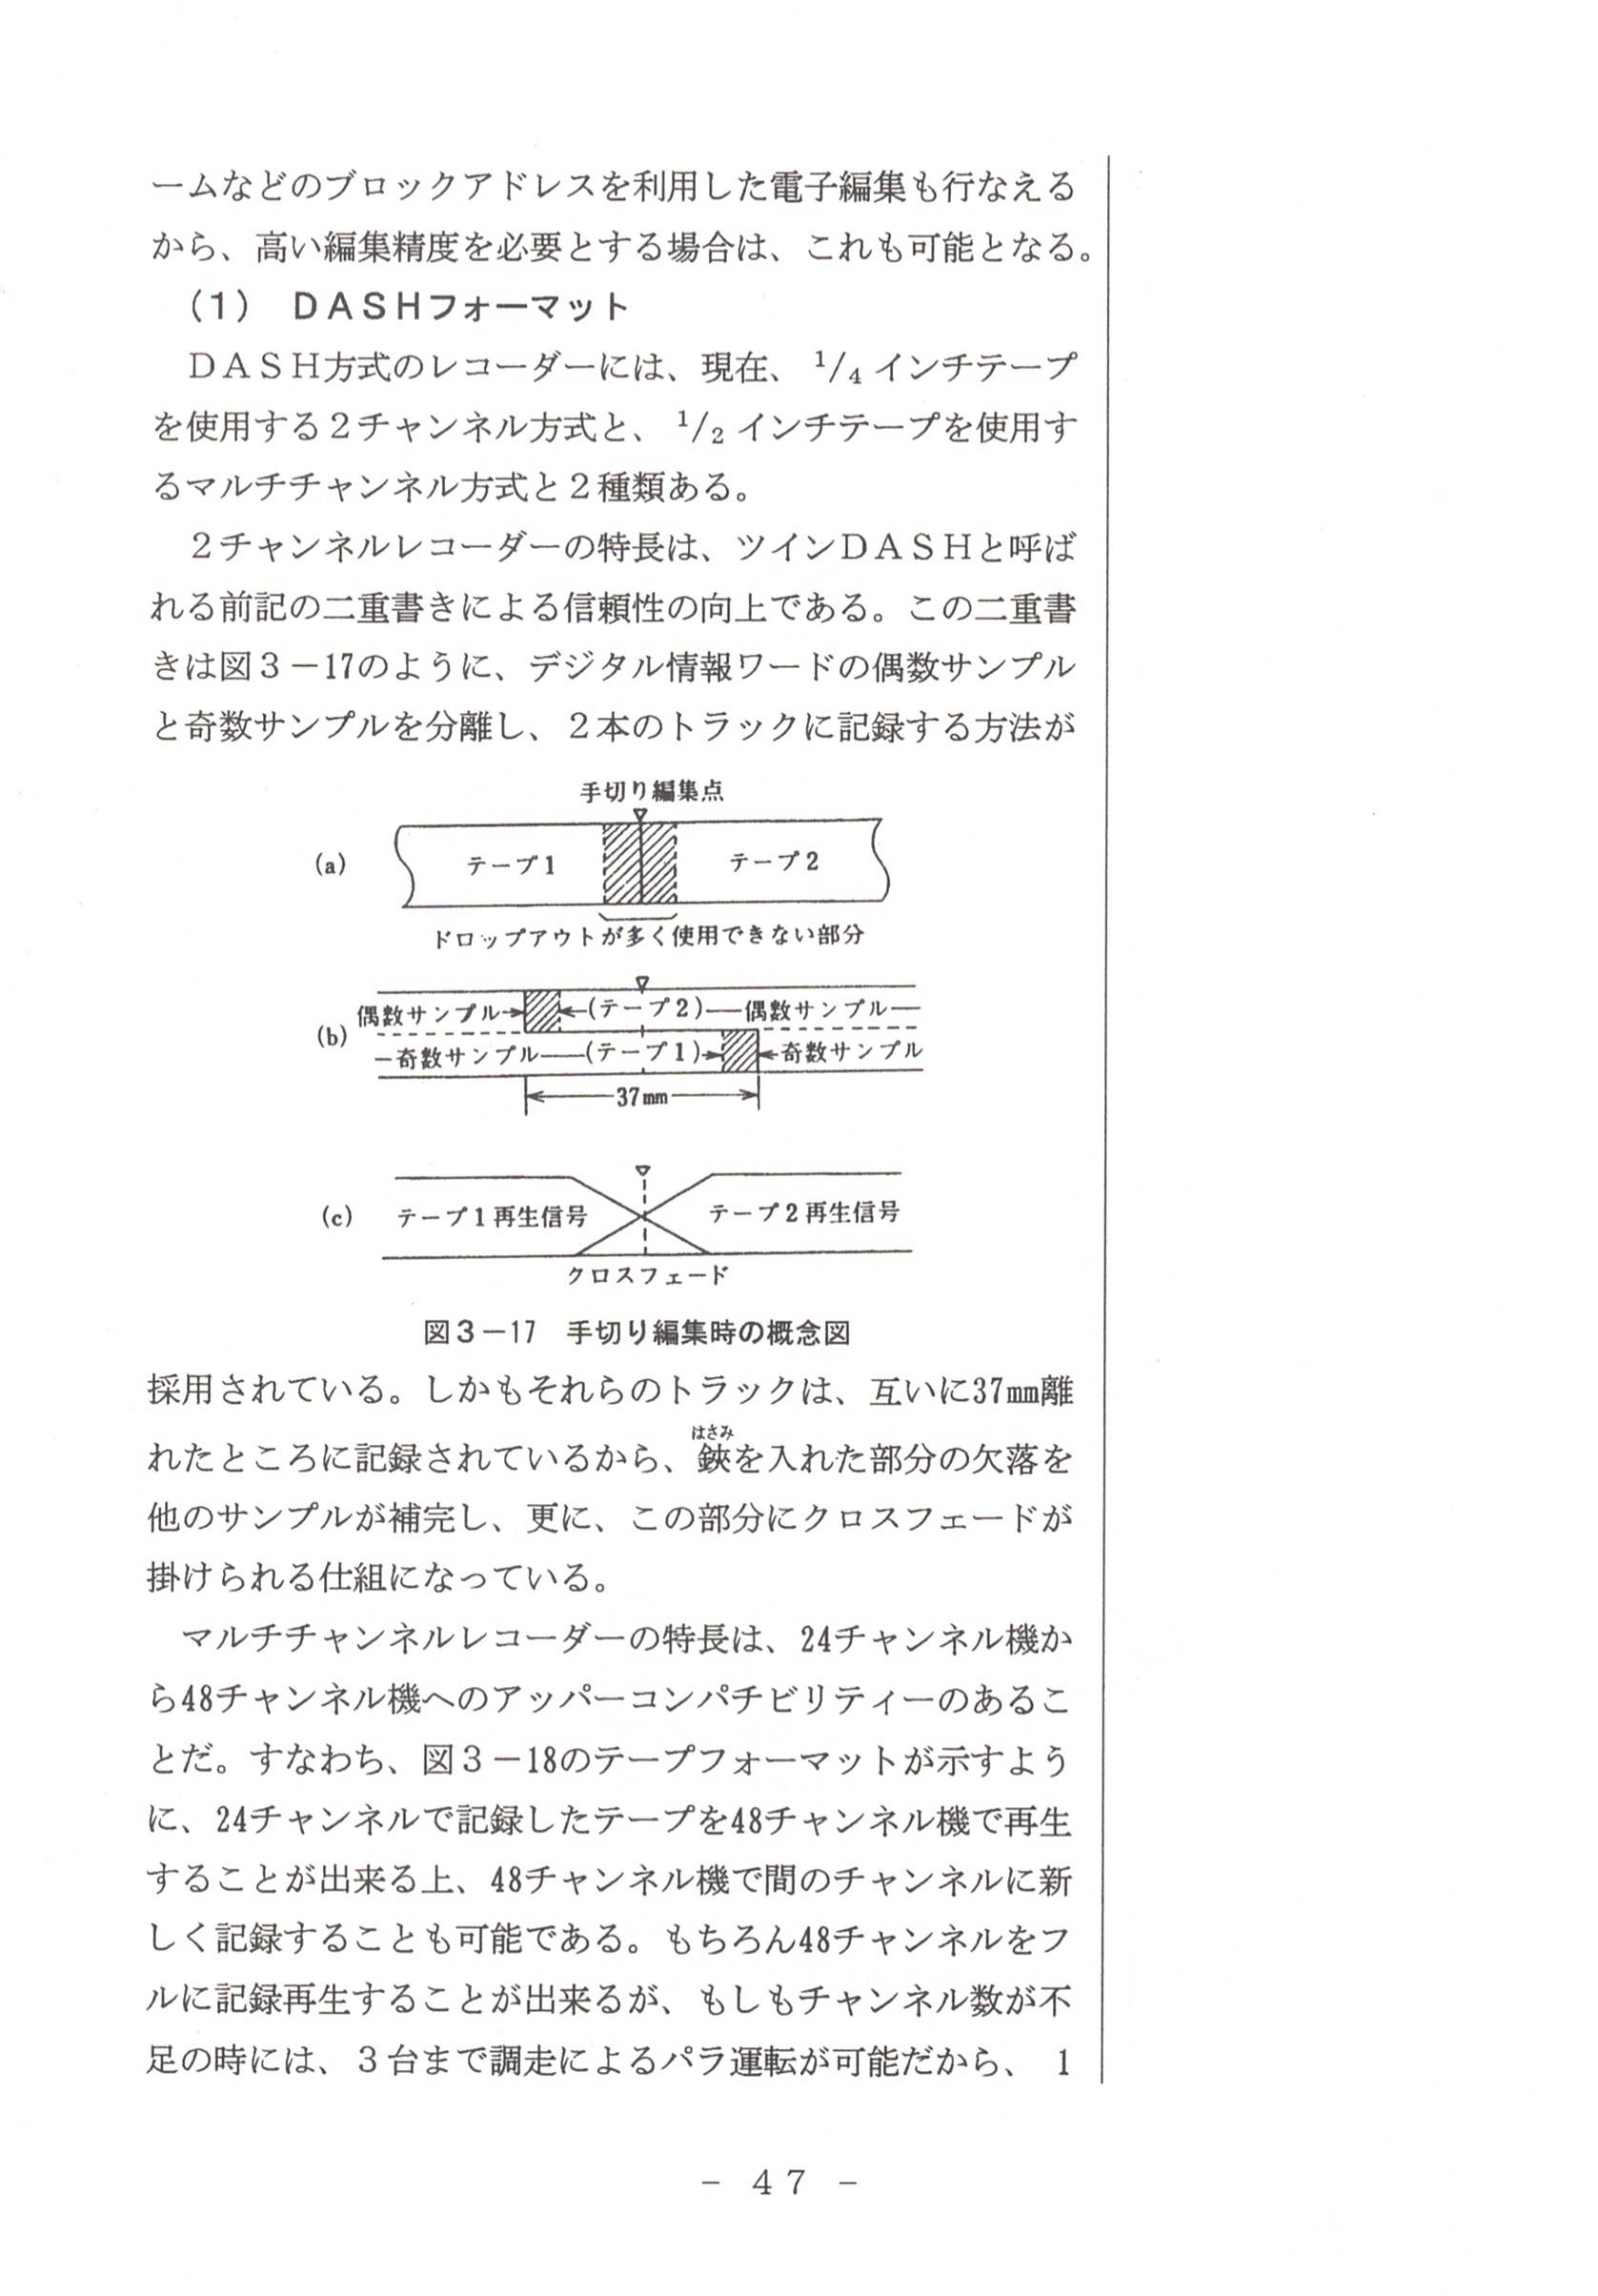 ームなどのブロックアドレスを利用した電子編集も行なえる
から、高い編集精度を必要とする場合は、これも可能となる。
（1） ＤＡＳＨフォーマット
ＤＡＳＨ方式のレコーダーには、現在、1/4 インチテープ
を使用する２チャンネル方式と、1/2 インチテープを使用す
るマルチチャンネル方式と２種類ある。
２チャンネルレコーダーの特長は、ツインＤＡＳＨと呼ば
れる前記の二重書きによる信頼性の向上である。この二重書
きは図３－17のように、デジタル情報ワードの偶数サンプル
と奇数サンプルを分離し、２本のトラックに記録する方法が
手切り編集点
(a) テープ1 テープ2
ドロップアウトが多く使用できない部分
偶数サンプル (テープ2) 偶数サンプル
(b)
奇数サンプル (テープ1) 奇数サンプル
37㎜
(c) テープ1再生信号 テープ2再生信号
クロスフェード
図３－17 手切り編集時の概念図
採用されている。しかもそれらのトラックは、互いに37㎜離
はさみ
れたところに記録されているから、鋏を入れた部分の欠落を
他のサンプルが補完し、更に、この部分にクロスフェードが
掛けられる仕組になっている。
マルチチャンネルレコーダーの特長は、24チャンネル機か
ら48チャンネル機へのアッパーコンパチビリティーのあるこ
とだ。すなわち、図３－18のテープフォーマットが示すよう
に、24チャンネルで記録したテープを48チャンネル機で再生
することが出来る上、48チャンネル機で間のチャンネルに新
しく記録することも可能である。もちろん48チャンネルをフ
ルに記録再生することが出来るが、もしもチャンネル数が不
足の時には、３台まで調走によるパラ運転が可能だから、 1
－ 47 －